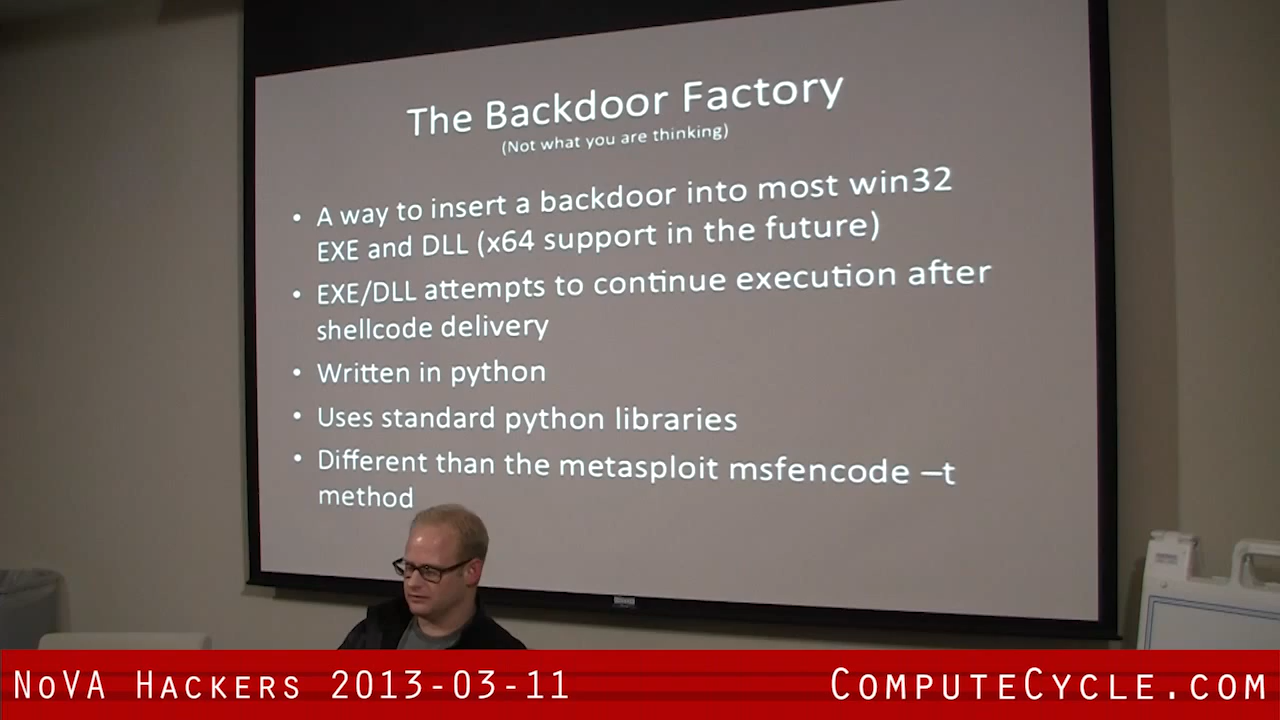 The Backdoor Factory
(Not what you are thinking)
• A way to insert a backdoor into most win32
EXE and DLL (x64 support in the future)
• EXE/DLL attempts to continue execution after
shellcode delivery
• Written in python
• Uses standard python libraries
• Different than the metasploit msfencode –t
method
NoVA Hackers 2013-03-11
ComputeCycle.com